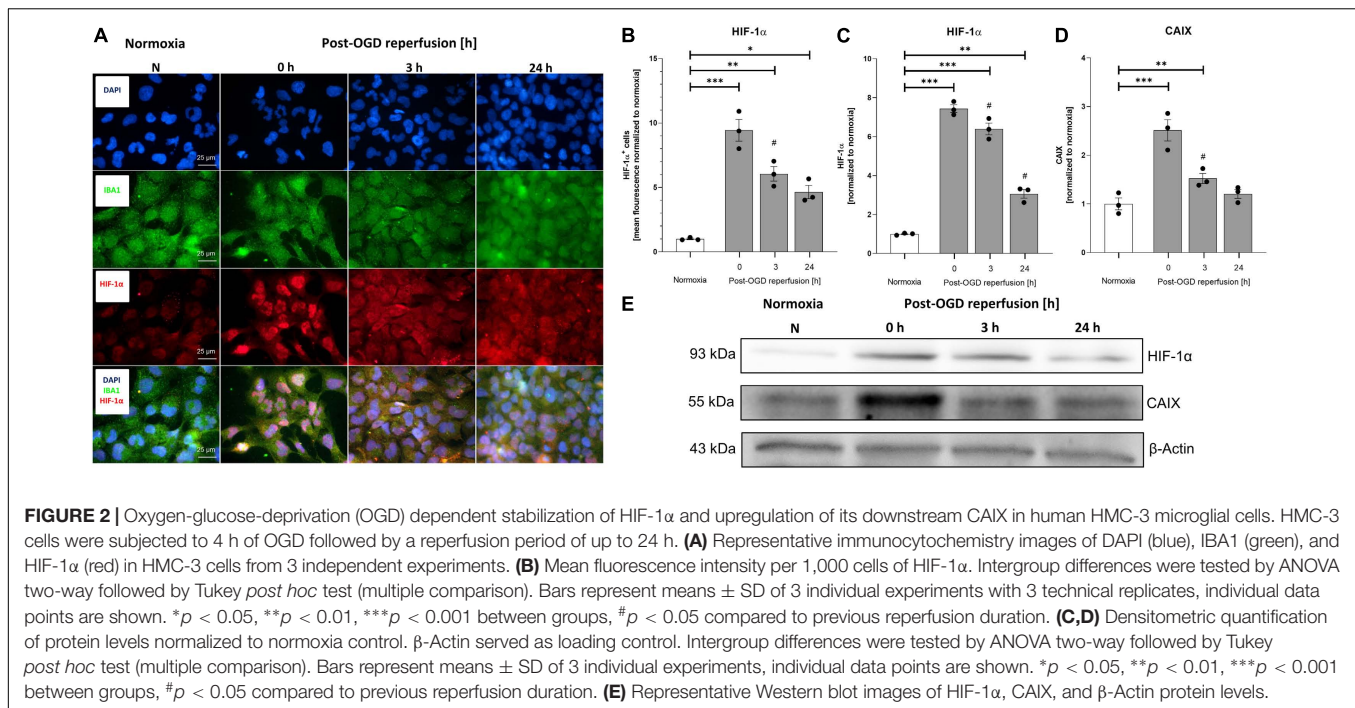 A
Normoxia
Post-OGD reperfusion [h]
N
0 h
3 h
24 h
DAPI
25 µm
IBA1
25 µm
HIF-1α
25 µm
DAPI
IBA1
HIF-1α
25 µm
B
HIF-1α
*
**
***
#
HIF-1α⁺ cells
[mean flourescence normalized to normoxia]
15
10
5
0
0
3
24
Normoxia
Post-OGD reperfusion [h]
C
HIF-1α
**
***
***
#
#
HIF-1α
[normalized to normoxia]
10
8
6
4
2
0
0
3
24
Normoxia
Post-OGD reperfusion [h]
D
CAIX
**
***
#
CAIX
[normalized to normoxia]
4
3
2
1
0
0
3
24
Normoxia
Post-OGD reperfusion [h]
E
Normoxia
Post-OGD reperfusion [h]
N
0 h
3 h
24 h
93 kDa
HIF-1α
55 kDa
CAIX
43 kDa
β-Actin
FIGURE 2 | Oxygen-glucose-deprivation (OGD) dependent stabilization of HIF-1α and upregulation of its downstream CAIX in human HMC-3 microglial cells. HMC-3
cells were subjected to 4 h of OGD followed by a reperfusion period of up to 24 h. (A) Representative immunocytochemistry images of DAPI (blue), IBA1 (green), and
HIF-1α (red) in HMC-3 cells from 3 independent experiments. (B) Mean fluorescence intensity per 1,000 cells of HIF-1α. Intergroup differences were tested by ANOVA
two-way followed by Tukey post hoc test (multiple comparison). Bars represent means ± SD of 3 individual experiments with 3 technical replicates, individual data
points are shown. *p < 0.05, **p < 0.01, ***p < 0.001 between groups, #p < 0.05 compared to previous reperfusion duration. (C,D) Densitometric quantification
of protein levels normalized to normoxia control. β-Actin served as loading control. Intergroup differences were tested by ANOVA two-way followed by Tukey
post hoc test (multiple comparison). Bars represent means ± SD of 3 individual experiments, individual data points are shown. *p < 0.05, **p < 0.01, ***p < 0.001
between groups, #p < 0.05 compared to previous reperfusion duration. (E) Representative Western blot images of HIF-1α, CAIX, and β-Actin protein levels.